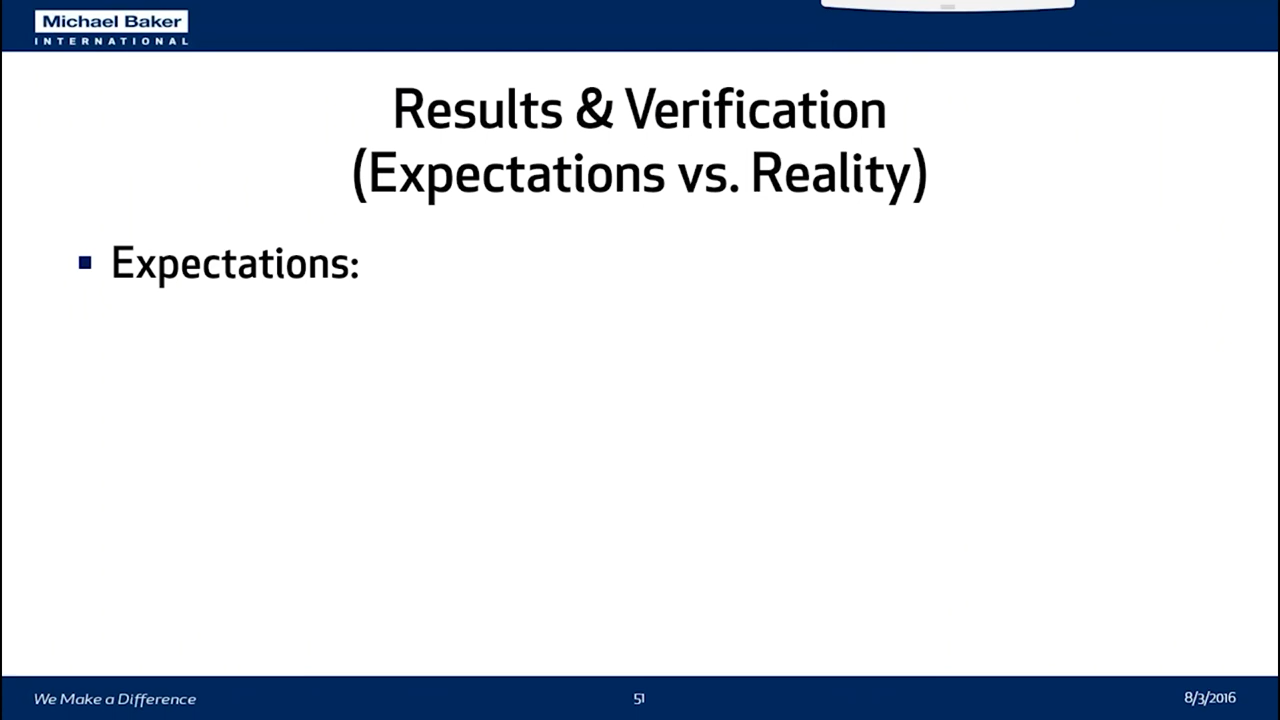 Michael Baker
INTERNATIONAL
Results & Verification
(Expectations vs. Reality)
▪ Expectations:
We Make a Difference
51
8/3/2016